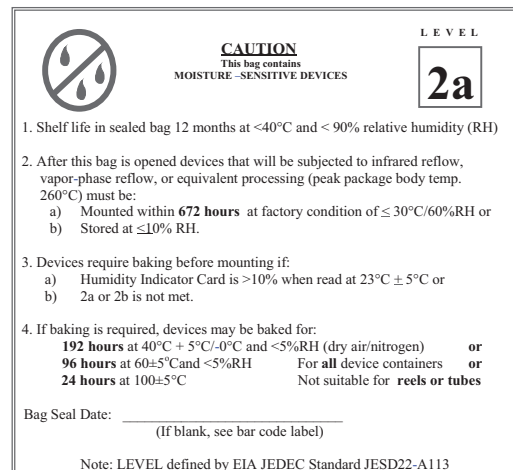 LEVEL
CAUTION
This bag contains
MOISTURE –SENSITIVE DEVICES
2a
1. Shelf life in sealed bag 12 months at <40°C and < 90% relative humidity (RH)
2. After this bag is opened devices that will be subjected to infrared reflow,
vapor-phase reflow, or equivalent processing (peak package body temp.
260°C) must be:
a) Mounted within 672 hours at factory condition of ≤ 30°C/60%RH or
b) Stored at ≤10% RH.
3. Devices require baking before mounting if:
a) Humidity Indicator Card is >10% when read at 23°C ± 5°C or
b) 2a or 2b is not met.
4. If baking is required, devices may be baked for:
192 hours at 40°C + 5°C/-0°C and <5%RH (dry air/nitrogen) or
96 hours at 60±5°Cand <5%RH For all device containers or
24 hours at 100±5°C Not suitable for reels or tubes
Bag Seal Date: ______________________________
(If blank, see bar code label)
Note: LEVEL defined by EIA JEDEC Standard JESD22-A113